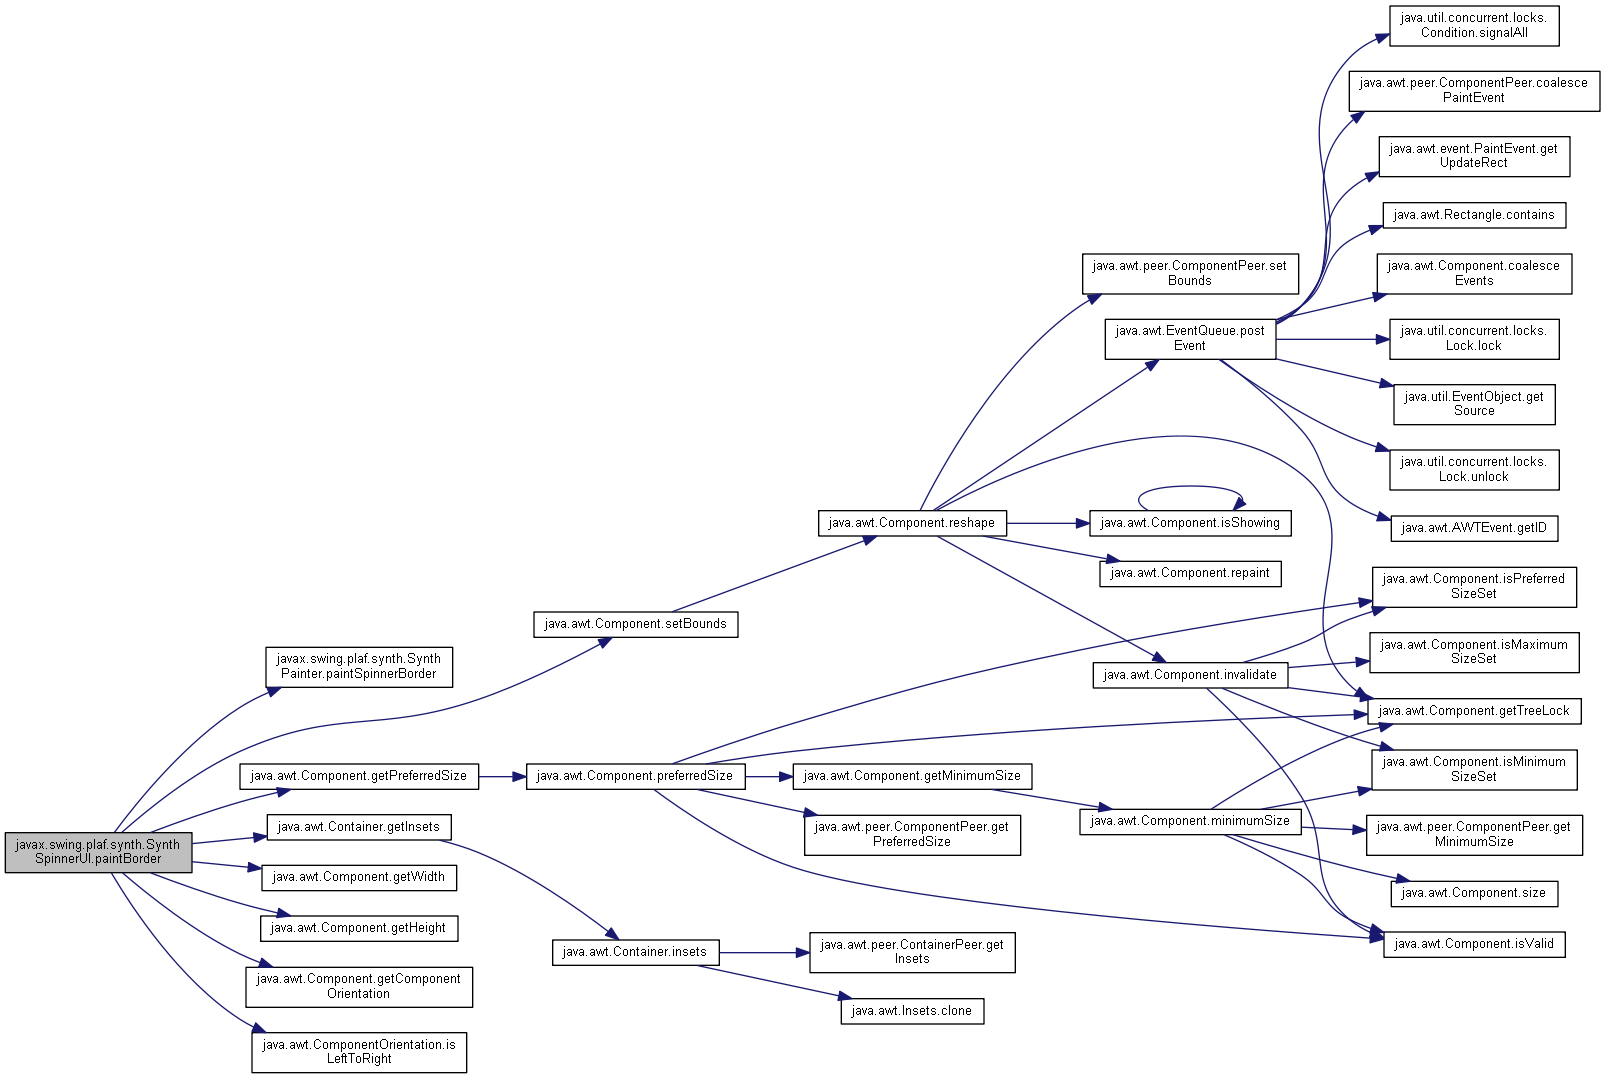 javax.swing.plaf.synth.Synth
SpinnerUI.paintBorder
javax.swing.plaf.synth.Synth
Painter.paintSpinnerBorder
java.awt.Component.getPreferredSize
java.awt.Container.getInsets
java.awt.Component.getWidth
java.awt.Component.getHeight
java.awt.Component.getComponent
Orientation
java.awt.ComponentOrientation.is
LeftToRight
java.awt.Component.setBounds
java.awt.Component.preferredSize
java.awt.Container.insets
java.awt.Component.reshape
java.awt.Component.getMinimumSize
java.awt.peer.ComponentPeer.get
PreferredSize
java.awt.peer.ContainerPeer.get
Insets
java.awt.Insets.clone
java.awt.peer.ComponentPeer.set
Bounds
java.awt.EventQueue.post
Event
java.awt.Component.isShowing
java.awt.Component.repaint
java.awt.Component.invalidate
java.awt.Component.minimumSize
java.util.concurrent.locks.
Condition.signalAll
java.awt.peer.ComponentPeer.coalesce
PaintEvent
java.awt.event.PaintEvent.get
UpdateRect
java.awt.Rectangle.contains
java.awt.Component.coalesce
Events
java.util.concurrent.locks.
Lock.lock
java.util.EventObject.get
Source
java.util.concurrent.locks.
Lock.unlock
java.awt.AWTEvent.getID
java.awt.Component.isPreferred
SizeSet
java.awt.Component.isMaximum
SizeSet
java.awt.Component.getTreeLock
java.awt.Component.isMinimum
SizeSet
java.awt.peer.ComponentPeer.get
MinimumSize
java.awt.Component.size
java.awt.Component.isValid